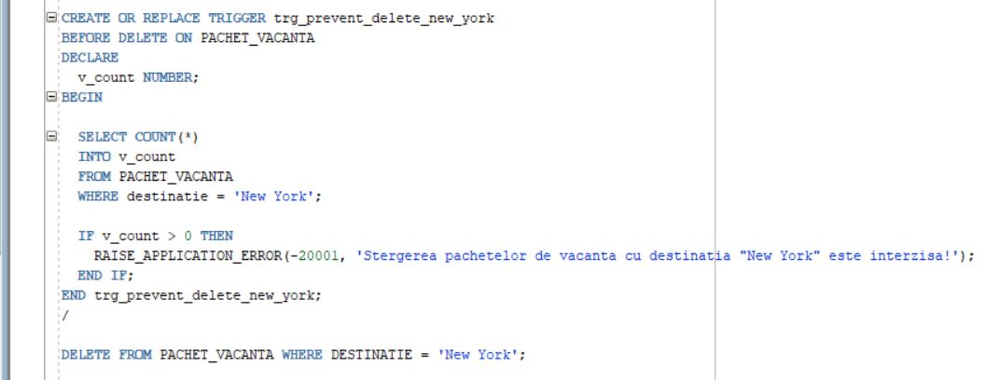 CREATE OR REPLACE TRIGGER trg_prevent_delete_new_york
BEFORE DELETE ON PACHET_VACANTA
DECLARE
v_count NUMBER;
BEGIN
SELECT COUNT(*)
INTO v_count
FROM PACHET_VACANTA
WHERE destinatie = 'New York';
IF v_count > 0 THEN
RAISE_APPLICATION_ERROR(-20001, 'Stergerea pachetelor de vacanta cu destinatia "New York" este interzisa!');
END IF;
END trg_prevent_delete_new_york;
/
DELETE FROM PACHET_VACANTA WHERE DESTINATIE = 'New York';